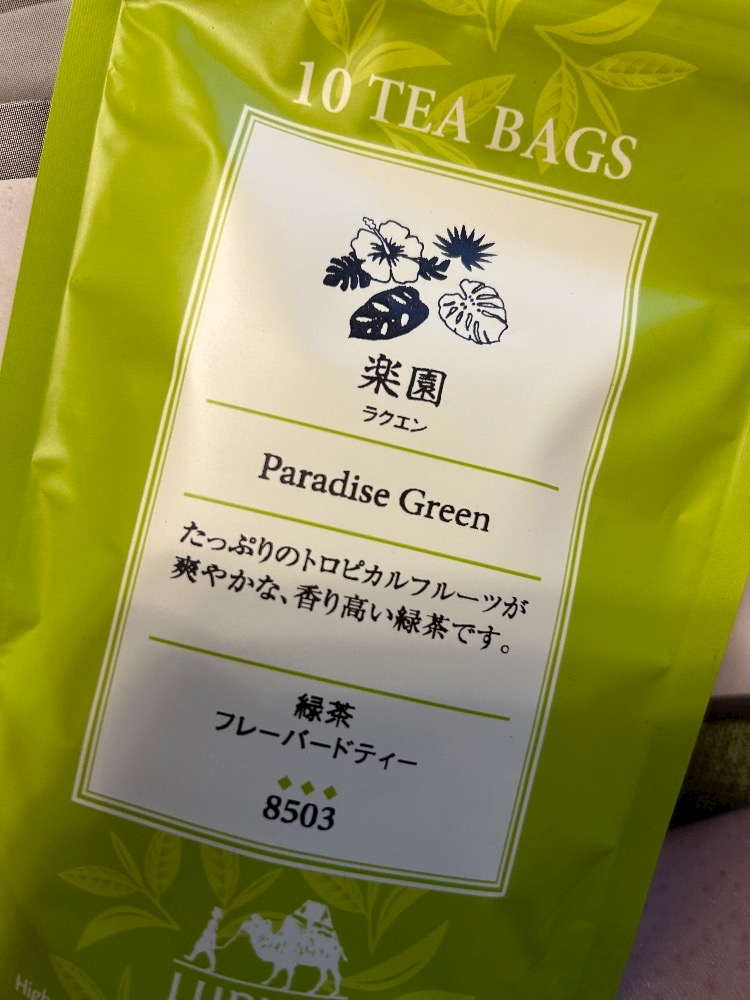 10 TEA BAGS
楽園
ラクエン
Paradise Green
たっぷりのトロピカルフルーツが
爽やかな、香り高い緑茶です。
緑茶
フレーバードティー
8503